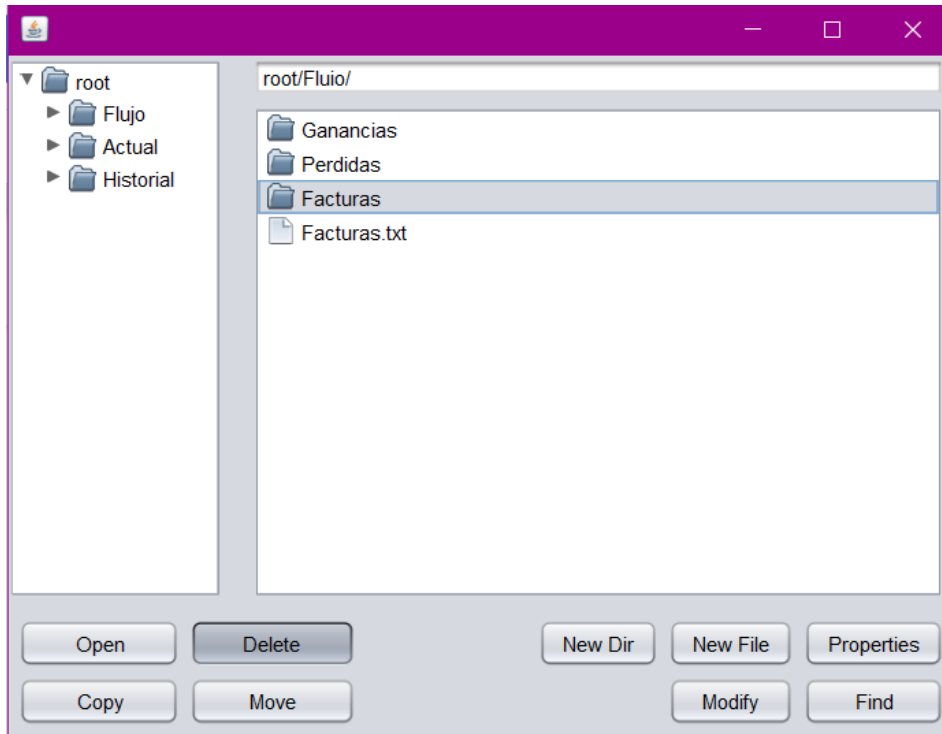 root
Flujo
Actual
Historial
root/Flujo/
Ganancias
Perdidas
Facturas
Facturas.txt
Open
Delete
New Dir
New File
Properties
Copy
Move
Modify
Find